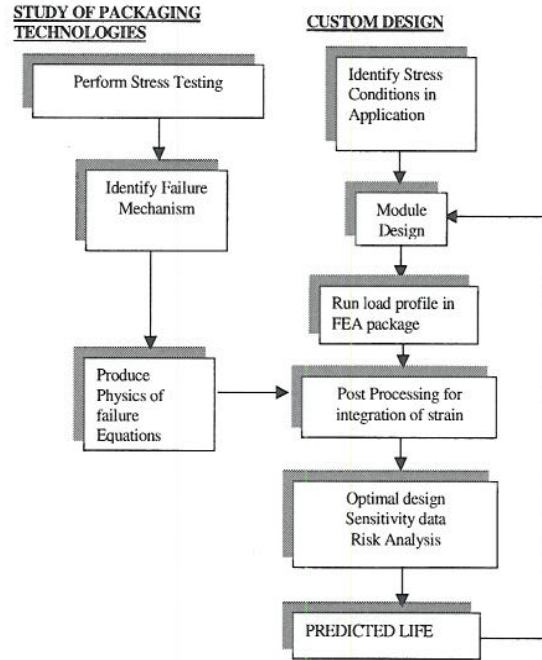 STUDY OF PACKAGING
TECHNOLOGIES
Perform Stress Testing
Identify Failure
Mechanism
Produce
Physics of
failure
Equations
CUSTOM DESIGN
Identify Stress
Conditions in
Application
Module
Design
Run load profile in
FEA package
Post Processing for
integration of strain
Optimal design
Sensitivity data
Risk Analysis
PREDICTED LIFE